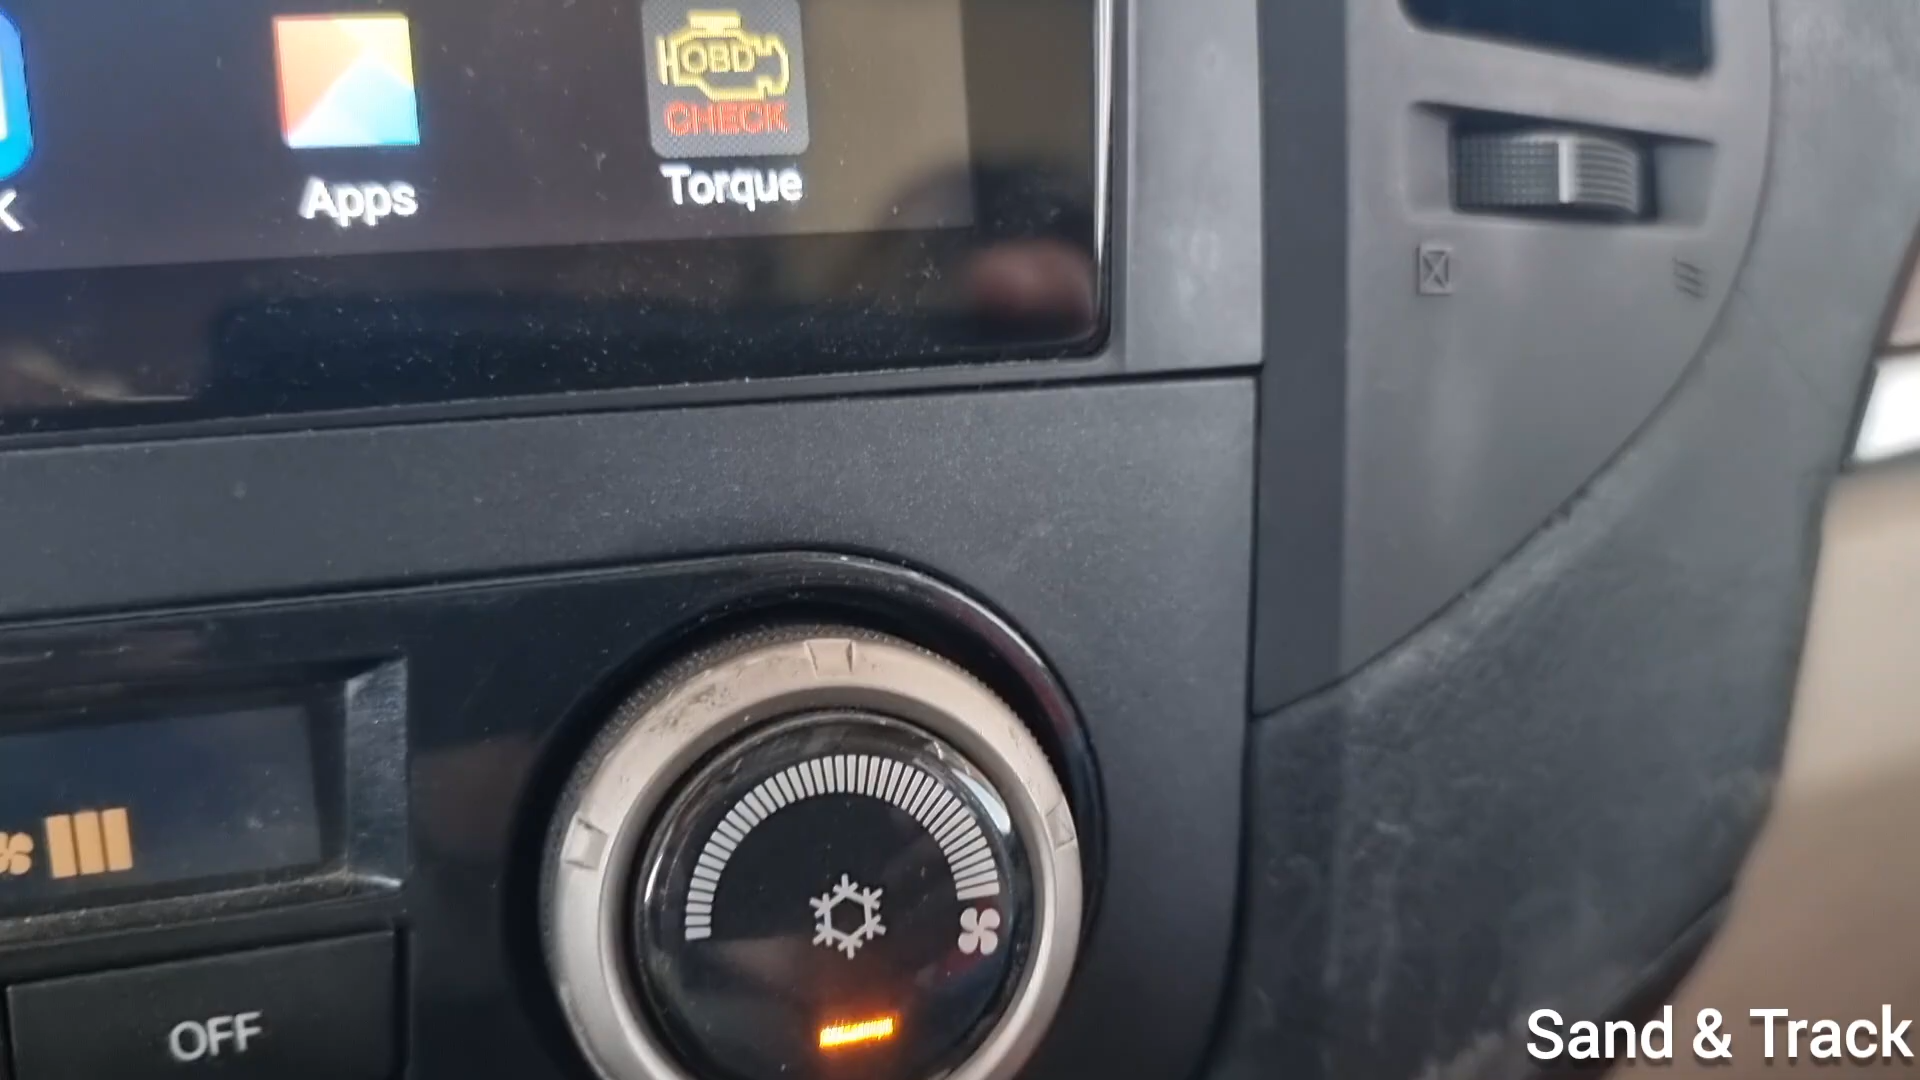 OBD
CHECK
Apps
Torque
OFF
Sand & Track